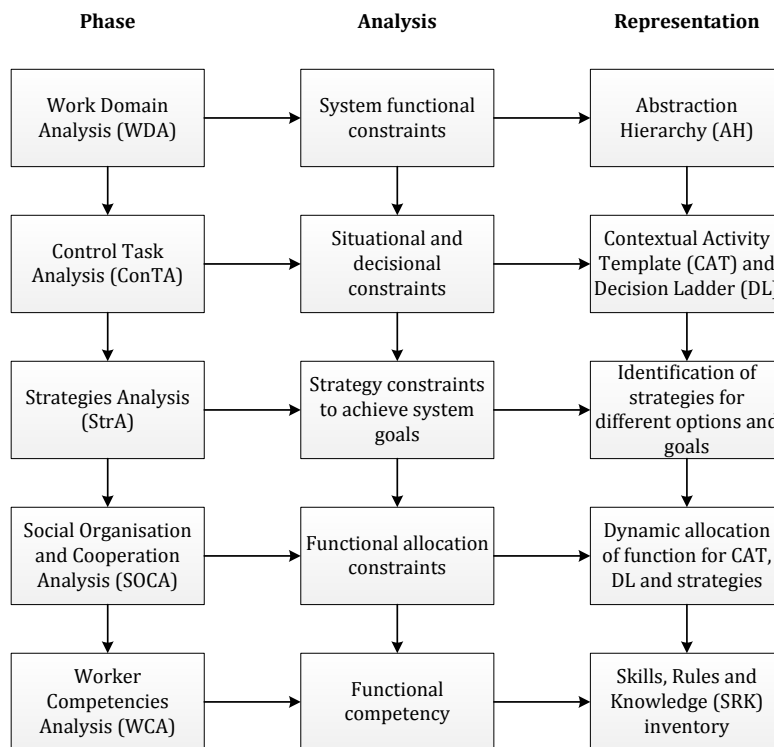 Phase
Analysis
Representation
Work Domain
Analysis (WDA)
System functional
constraints
Abstraction
Hierarchy (AH)
Control Task
Analysis (ConTA)
Situational and
decisional
constraints
Contextual Activity
Template (CAT) and
Decision Ladder (DL)
Strategies Analysis
(StrA)
Strategy constraints
to achieve system
goals
Identification of
strategies for
different options and
goals
Social Organisation
and Cooperation
Analysis (SOCA)
Functional allocation
constraints
Dynamic allocation
of function for CAT,
DL and strategies
Worker
Competencies
Analysis (WCA)
Functional
competency
Skills, Rules and
Knowledge (SRK)
inventory